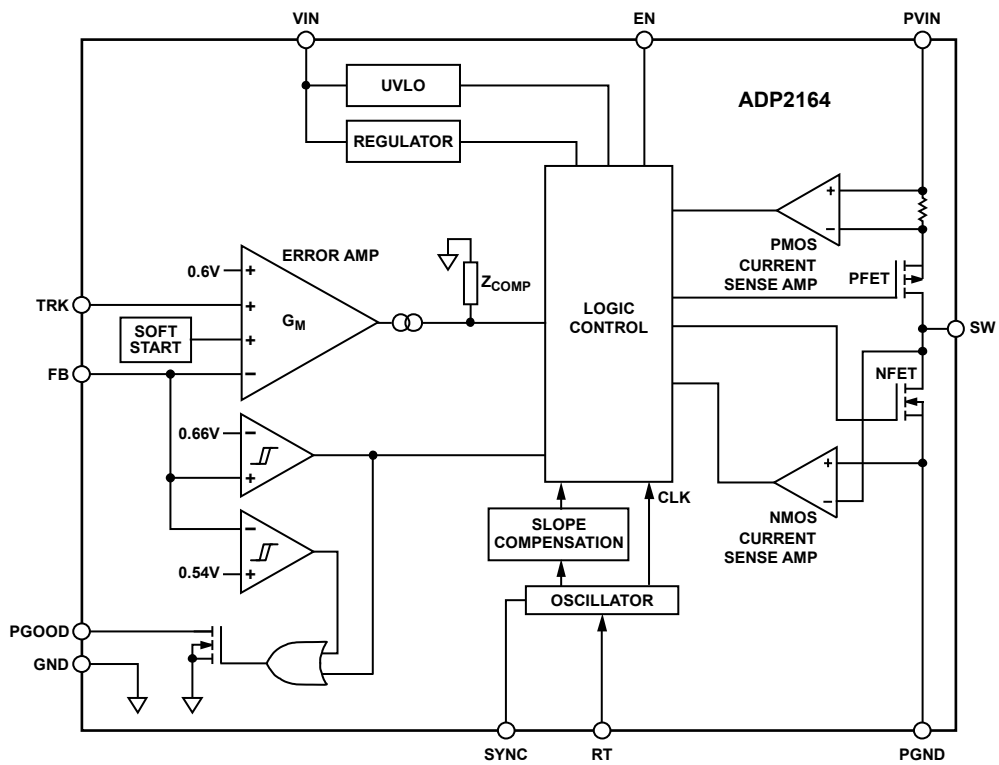 VIN
EN
PVIN
ADP2164
UVLO
REGULATOR
+
–
PMOS
CURRENT
SENSE AMP
PFET
ERROR AMP
0.6V
+
TRK
+
GM
SOFT
START
+
FB
–
ZCOMP
LOGIC
CONTROL
SW
NFET
0.66V
–
+
–
0.54V
+
+
–
NMOS
CURRENT
SENSE AMP
CLK
SLOPE
COMPENSATION
OSCILLATOR
PGOOD
GND
SYNC
RT
PGND